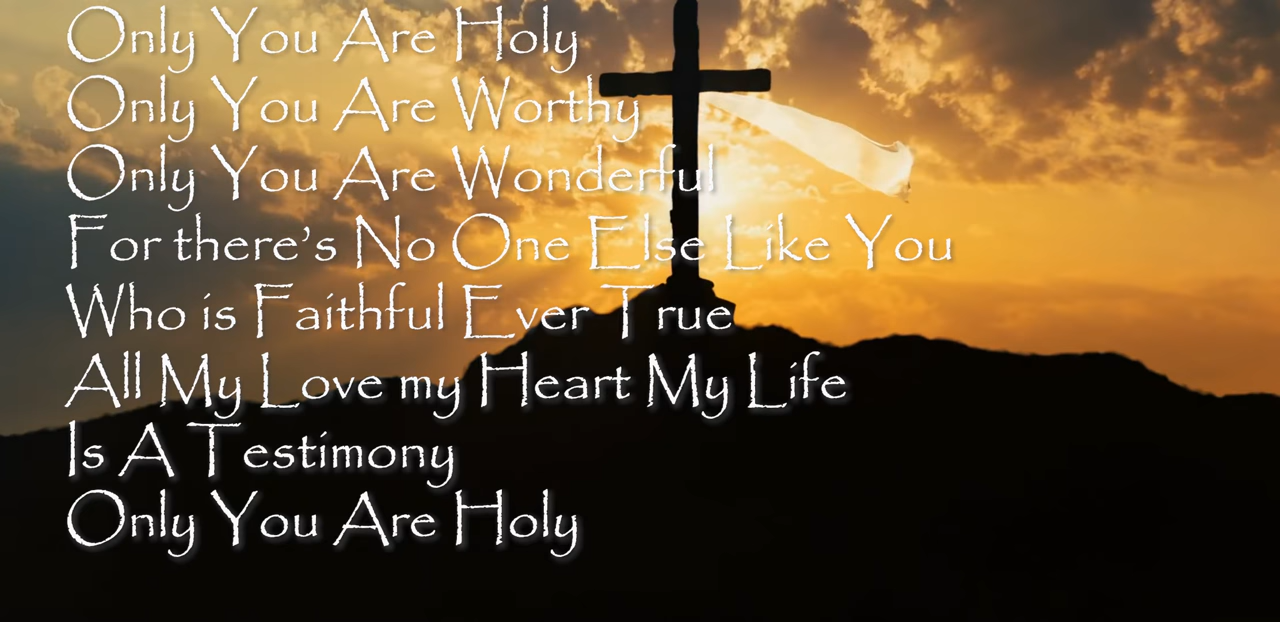 Only You Are Holy
Only You Are Worthy
Only You Are Wonderful
For there’s No One Else Like You
Who is Faithful Ever True
All My Love my Heart My Life
Is A Testimony
Only You Are Holy